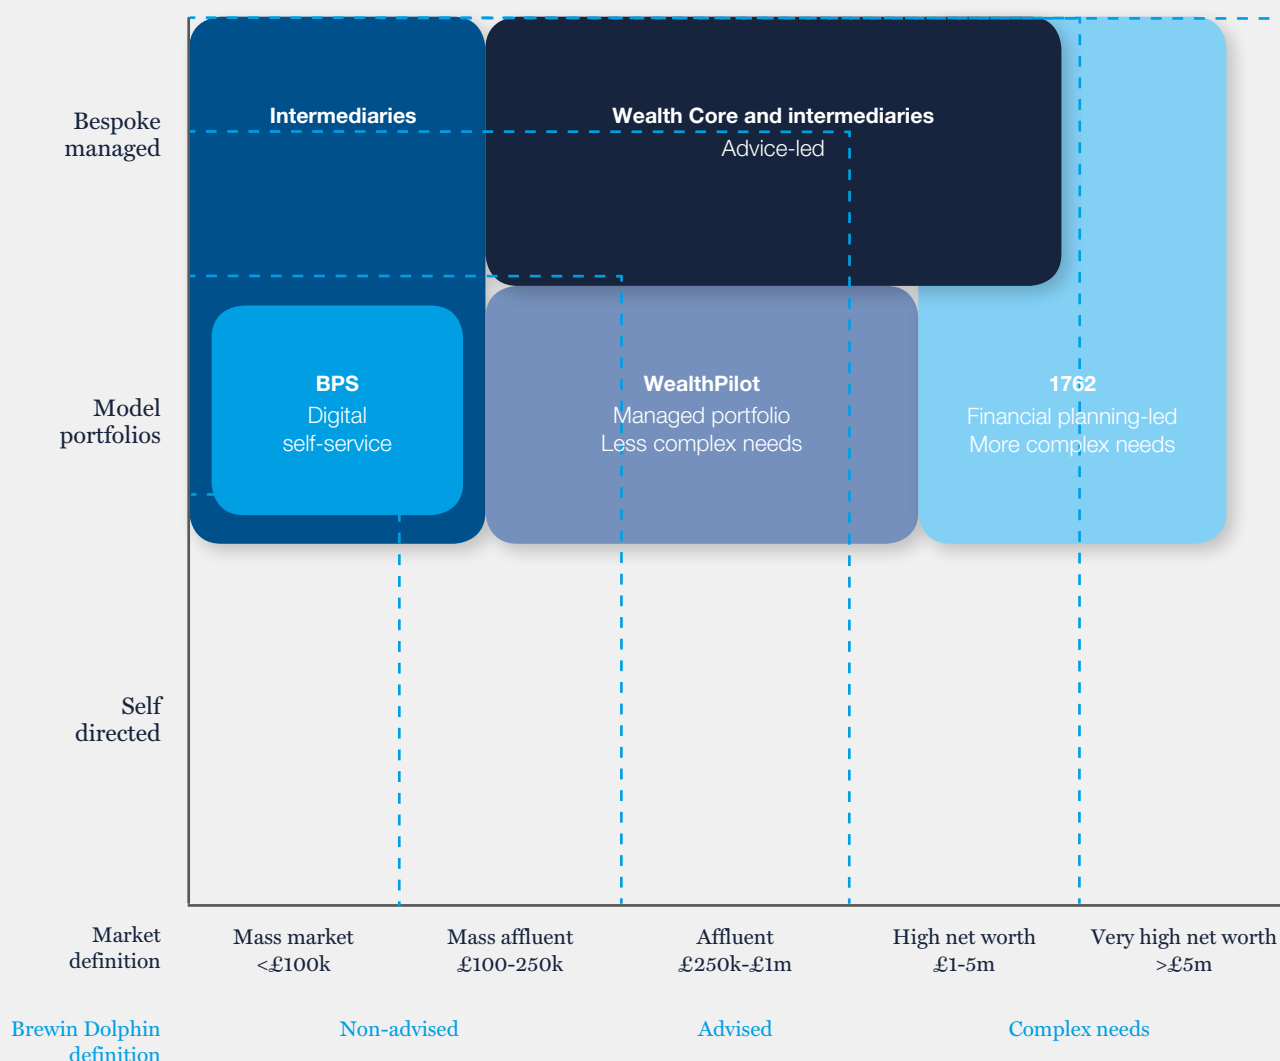 Bespoke
managed
Intermediaries
Wealth Core and intermediaries
Advice-led
Model
portfolios
BPS
Digital
self-service
WealthPilot
Managed portfolio
Less complex needs
1762
Financial planning-led
More complex needs
Self
directed
Market
definition
Mass market
<£100k
Mass affluent
£100-250k
Affluent
£250k-£1m
High net worth
£1-5m
Very high net worth
>£5m
Brewin Dolphin
definition
Non-advised
Advised
Complex needs